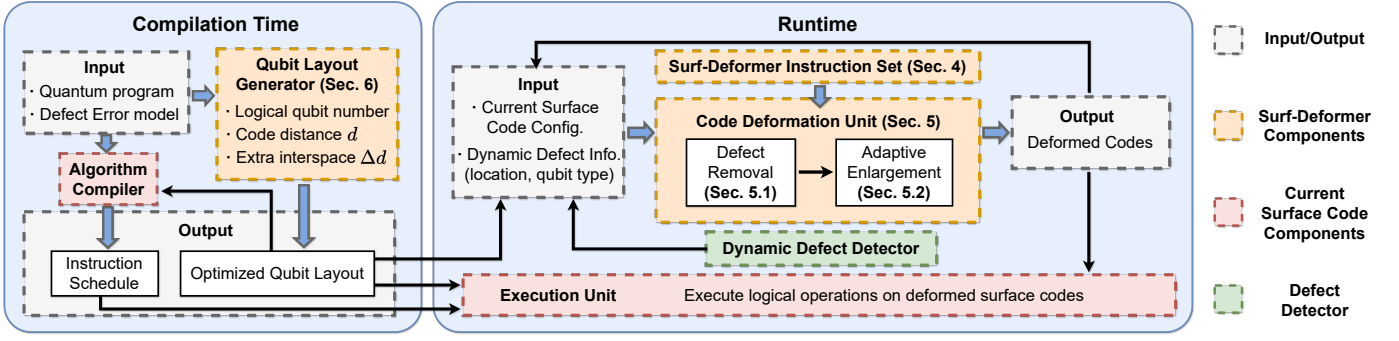 Compilation Time
Input
· Quantum program
· Defect Error model
Qubit Layout
Generator (Sec. 6)
· Logical qubit number
· Code distance d
· Extra interspace Δd
Algorithm
Compiler
Output
Instruction
Schedule
Optimized Qubit Layout
Runtime
Input
· Current Surface
Code Config.
· Dynamic Defect Info.
(location, qubit type)
Surf-Deformer Instruction Set (Sec. 4)
Code Deformation Unit (Sec. 5)
Defect
Removal
(Sec. 5.1)
Adaptive
Enlargement
(Sec. 5.2)
Output
Deformed Codes
Dynamic Defect Detector
Execution Unit Execute logical operations on deformed surface codes
Input/Output
Surf-Deformer
Components
Current
Surface Code
Components
Defect
Detector